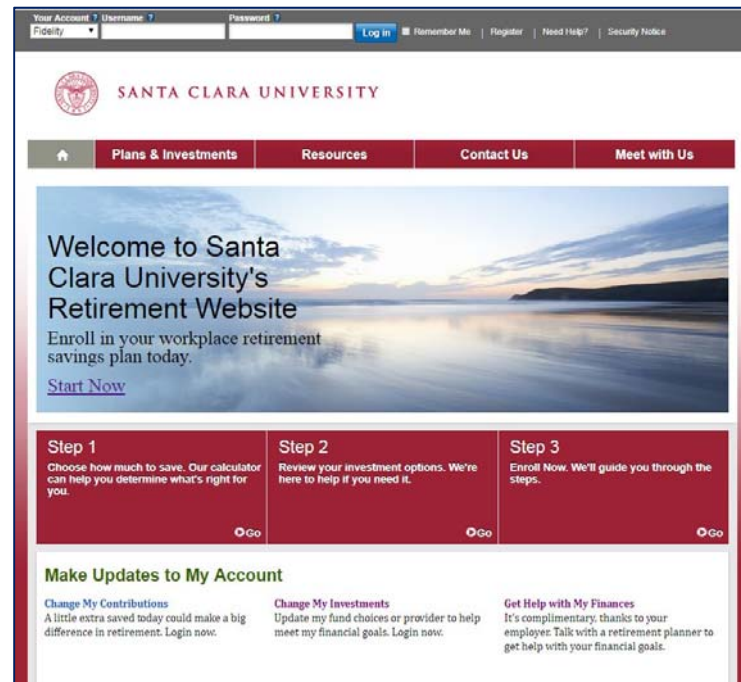 Your Account ? Username ? Password ?
Fidelity Log in Remember Me | Register | Need Help? | Security Notice
SANTA CLARA UNIVERSITY
Plans & Investments Resources Contact Us Meet with Us
Welcome to Santa
Clara University's
Retirement Website
Enroll in your workplace retirement
savings plan today.
Start Now
Step 1
Choose how much to save. Our calculator
can help you determine what's right for
you.
Go
Step 2
Review your investment options. We're
here to help if you need it.
Go
Step 3
Enroll Now. We'll guide you through the
steps.
Go
Make Updates to My Account
Change My Contributions
A little extra saved today could make a big
difference in retirement. Login now.
Change My Investments
Update my fund choices or provider to help
meet my financial goals. Login now.
Get Help with My Finances
It's complimentary, thanks to your
employer. Talk with a retirement planner to
get help with your financial goals.